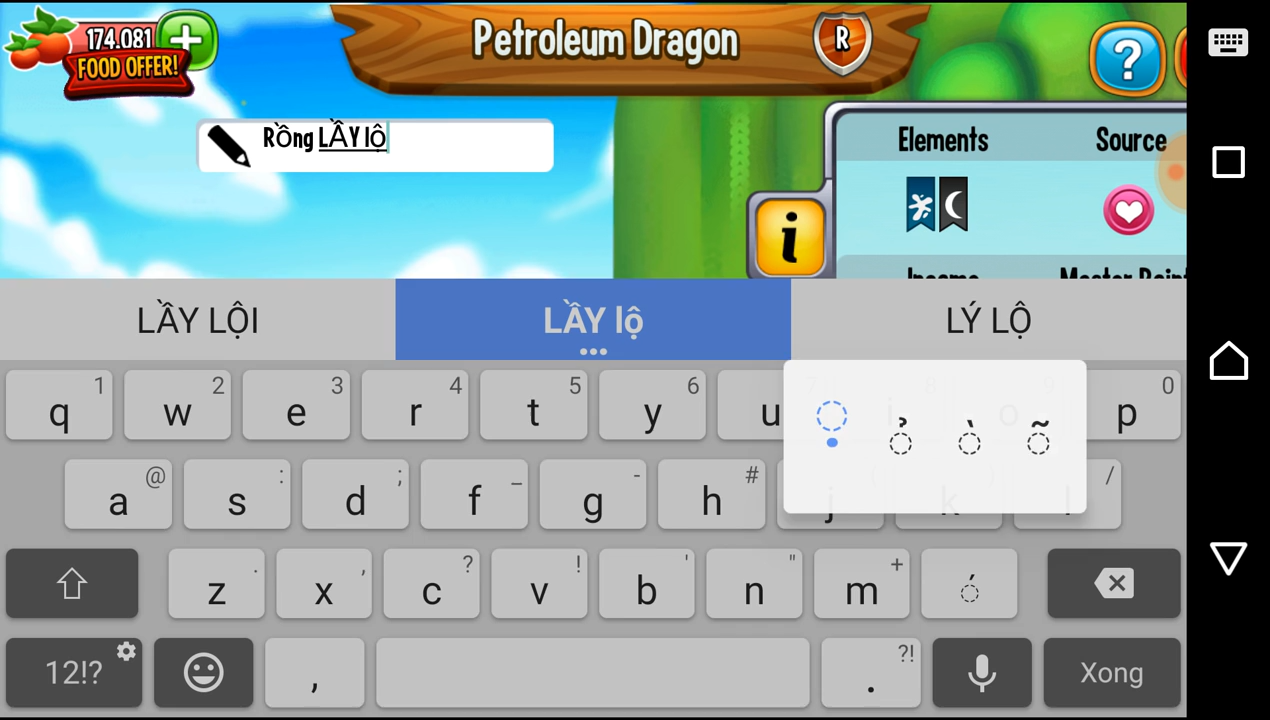 174.081
FOOD OFFER!
Petroleum Dragon
R
?
Rồng LẦY lộ
Elements
Source
i
LẦY LỘI
LẦY lộ
LÝ LỘ
q 1 w 2 e 3 r 4 t 5 y 6 u p 0
a @ s : d ; f _ g - h # j k l /
z . x , c ? v ! b ' n " m +
12!? , . ?! Xong